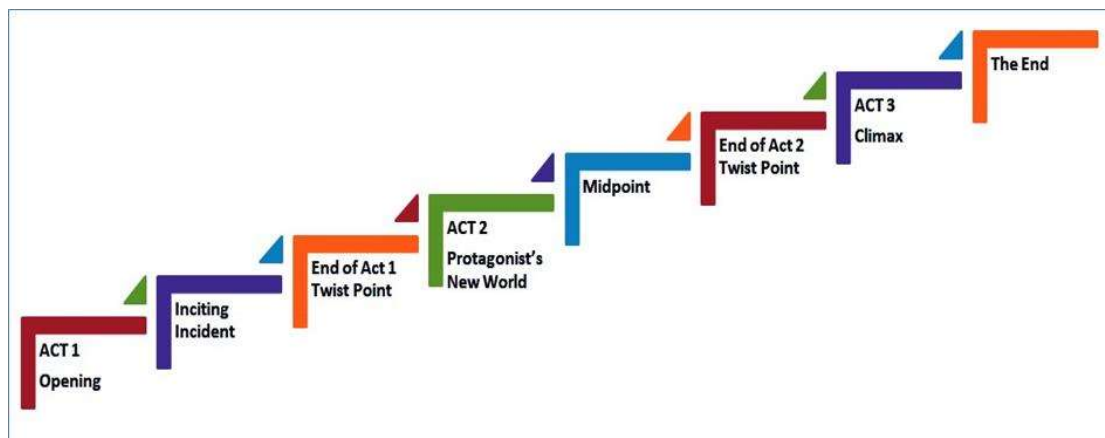 ACT 1
Opening
Inciting
Incident
End of Act 1
Twist Point
ACT 2
Protagonist's
New World
Midpoint
End of Act 2
Twist Point
ACT 3
Climax
The End